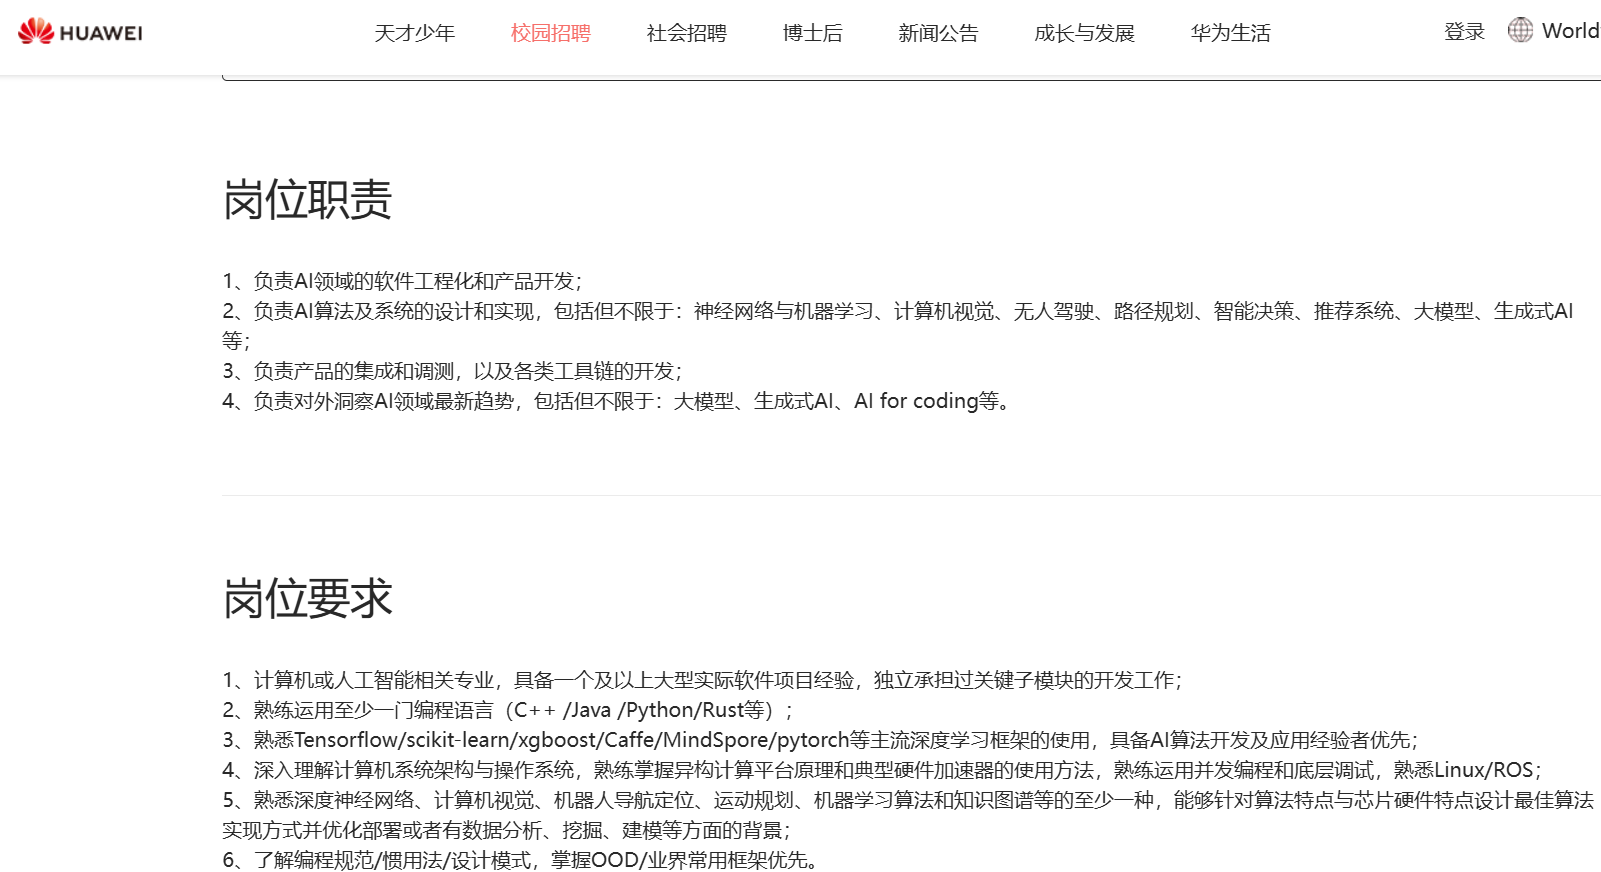 HUAWEI 天才少年 校园招聘 社会招聘 博士后 新闻公告 成长与发展 华为生活 登录 World
岗位职责
1、负责AI领域的软件工程化和产品开发；
2、负责AI算法及系统的设计和实现，包括但不限于：神经网络与机器学习、计算机视觉、无人驾驶、路径规划、智能决策、推荐系统、大模型、生成式AI
等；
3、负责产品的集成和调测，以及各类工具链的开发；
4、负责对外洞察AI领域最新趋势，包括但不限于：大模型、生成式AI、AI for coding等。
岗位要求
1、计算机或人工智能相关专业，具备一个及以上大型实际软件项目经验，独立承担过关键子模块的开发工作；
2、熟练运用至少一门编程语言（C++ /Java /Python/Rust等）；
3、熟悉Tensorflow/scikit-learn/xgboost/Caffe/MindSpore/pytorch等主流深度学习框架的使用，具备AI算法开发及应用经验者优先；
4、深入理解计算机系统架构与操作系统，熟练掌握异构计算平台原理和典型硬件加速器的使用方法，熟练运用并发编程和底层调试，熟悉Linux/ROS；
5、熟悉深度神经网络、计算机视觉、机器人导航定位、运动规划、机器学习算法和知识图谱等的至少一种，能够针对算法特点与芯片硬件特点设计最佳算法
实现方式并优化部署或者有数据分析、挖掘、建模等方面的背景；
6、了解编程规范/惯用法/设计模式，掌握OOD/业界常用框架优先。